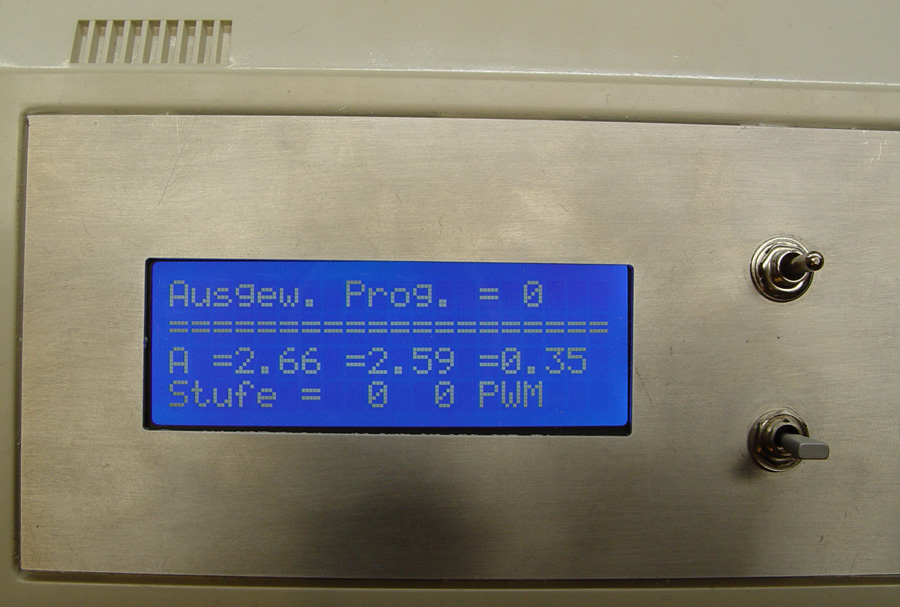 Ausgew. Prog. = 0
====================
A =2.66 =2.59 =0.35
Stufe =  0  0 PWM